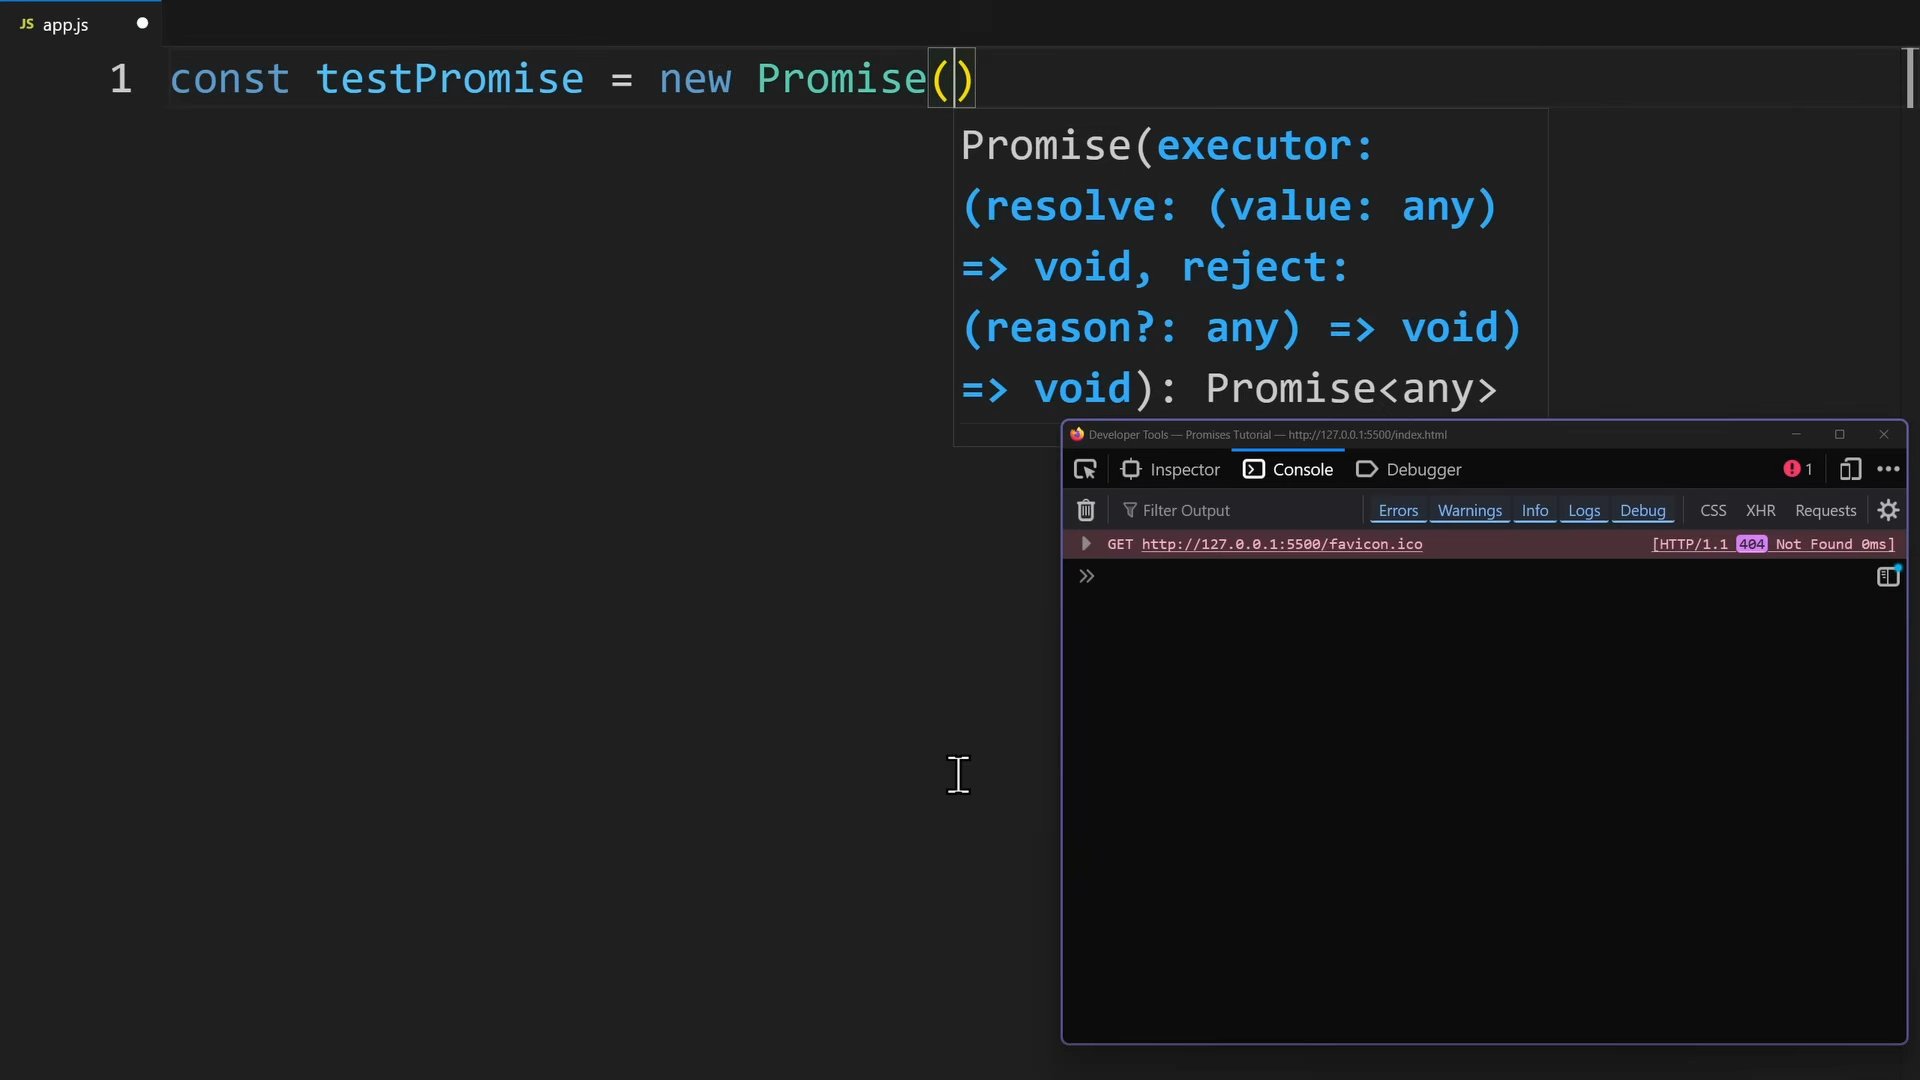 JS app.js
1 const testPromise = new Promise()
Promise(executor:
(resolve: (value: any)
=> void, reject:
(reason?: any) => void)
=> void): Promise<any>
Developer Tools — Promises Tutorial — http://127.0.0.1:5500/index.html
Inspector Console Debugger 1
Filter Output Errors Warnings Info Logs Debug CSS XHR Requests
GET http://127.0.0.1:5500/favicon.ico [HTTP/1.1 404 Not Found 0ms]